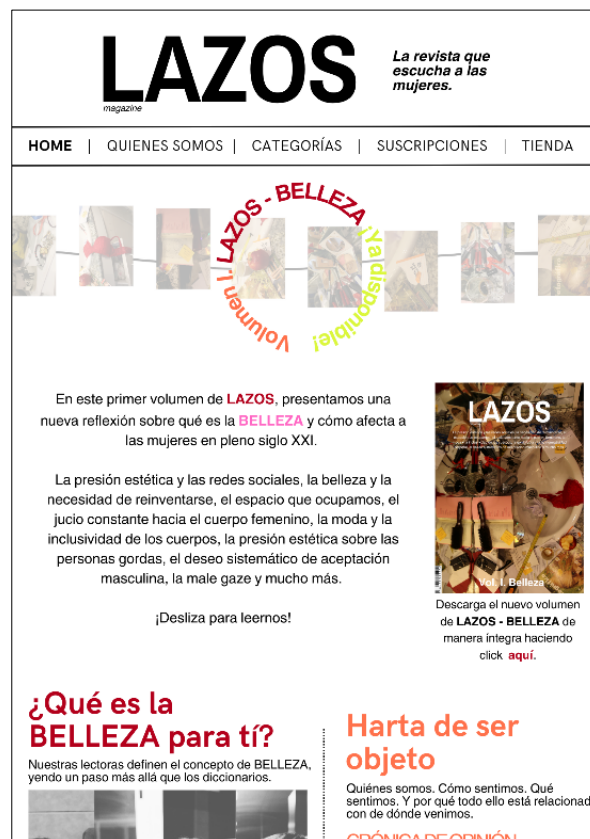 LAZOS
magazine
La revista que
escucha a las
mujeres.
HOME | QUIENES SOMOS | CATEGORÍAS | SUSCRIPCIONES | TIENDA
LAZOS - BELLEZA
¡Ya disponible!
Volumen I
En este primer volumen de LAZOS, presentamos una
nueva reflexión sobre qué es la BELLEZA y cómo afecta a
las mujeres en pleno siglo XXI.
La presión estética y las redes sociales, la belleza y la
necesidad de reinventarse, el espacio que ocupamos, el
jucio constante hacia el cuerpo femenino, la moda y la
inclusividad de los cuerpos, la presión estética sobre las
personas gordas, el deseo sistemático de aceptación
masculina, la male gaze y mucho más.
¡Desliza para leernos!
LAZOS
Vol. I. Belleza
Descarga el nuevo volumen
de LAZOS - BELLEZA de
manera íntegra haciendo
click aquí.
¿Qué es la
BELLEZA para tí?
Nuestras lectoras definen el concepto de BELLEZA,
yendo un paso más allá que los diccionarios.
Harta de ser
objeto
Quiénes somos. Cómo sentimos. Qué
sentimos. Y por qué todo ello está relacionad
con de dónde venimos.
CRÓNICA DE OPINIÓN